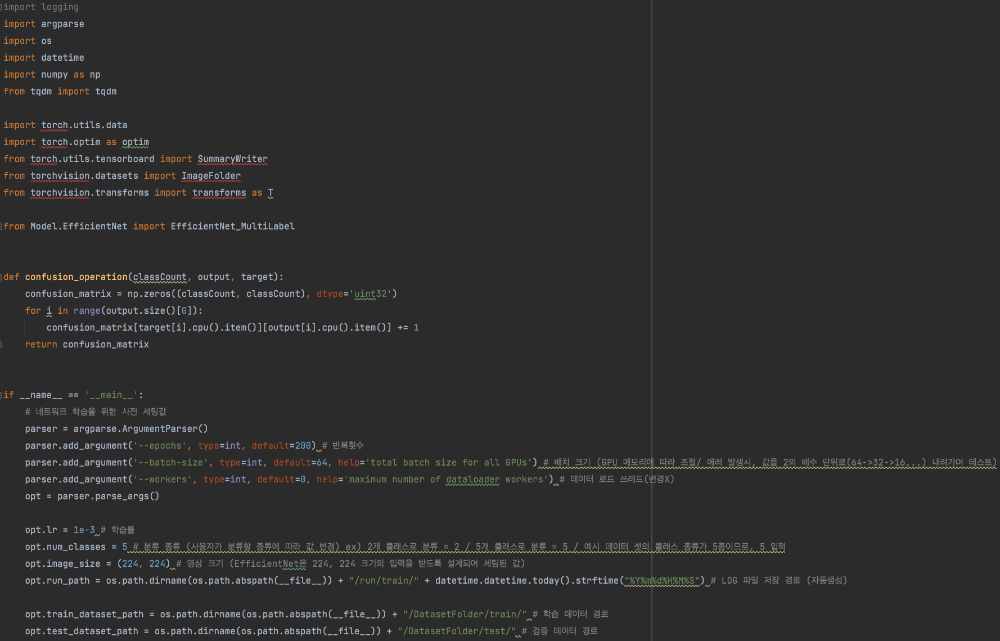 import logging
import argparse
import os
import datetime
import numpy as np
from tqdm import tqdm
import torch.utils.data
import torch.optim as optim
from torch.utils.tensorboard import SummaryWriter
from torchvision.datasets import ImageFolder
from torchvision.transforms import transforms as T
from Model.EfficientNet import EfficientNet_MultiLabel
def confusion_operation(classCount, output, target):
    confusion_matrix = np.zeros((classCount, classCount), dtype='uint32')
    for i in range(output.size()[0]):
        confusion_matrix[target[i].cpu().item()][output[i].cpu().item()] += 1
    return confusion_matrix
if __name__ == '__main__':
    # 네트워크 학습을 위한 사전 세팅값
    parser = argparse.ArgumentParser()
    parser.add_argument('--epochs', type=int, default=200) # 반복횟수
    parser.add_argument('--batch-size', type=int, default=64, help='total batch size for all GPUs') # 배치 크기 (GPU 메모리에 따라 조절/ 에러 발생시, 값을 2의 배수 단위로(64->32->16...) 내려가며 테스트)
    parser.add_argument('--workers', type=int, default=0, help='maximum number of dataloader workers') # 데이터 로드 쓰레드(변경X)
    opt = parser.parse_args()
    opt.lr = 1e-3 # 학습률
    opt.num_classes = 5 # 분류 종류 (사용자가 분류할 종류에 따라 값 변경) ex) 2개 클래스로 분류 = 2 / 5개 클래스로 분류 = 5 / 예시 데이터 셋의 클래스 종류가 5종이므로, 5 입력
    opt.image_size = (224, 224) # 영상 크기 (EfficientNet은 224, 224 크기의 입력을 받도록 설계되어 세팅된 값)
    opt.run_path = os.path.dirname(os.path.abspath(__file__)) + "/run/train/" + datetime.datetime.today().strftime("%Y%m%d%H%M%S") # LOG 파일 저장 경로 (자동생성)
    opt.train_dataset_path = os.path.dirname(os.path.abspath(__file__)) + "/DatasetFolder/train/" # 학습 데이터 경로
    opt.test_dataset_path = os.path.dirname(os.path.abspath(__file__)) + "/DatasetFolder/test/" # 검증 데이터 경로